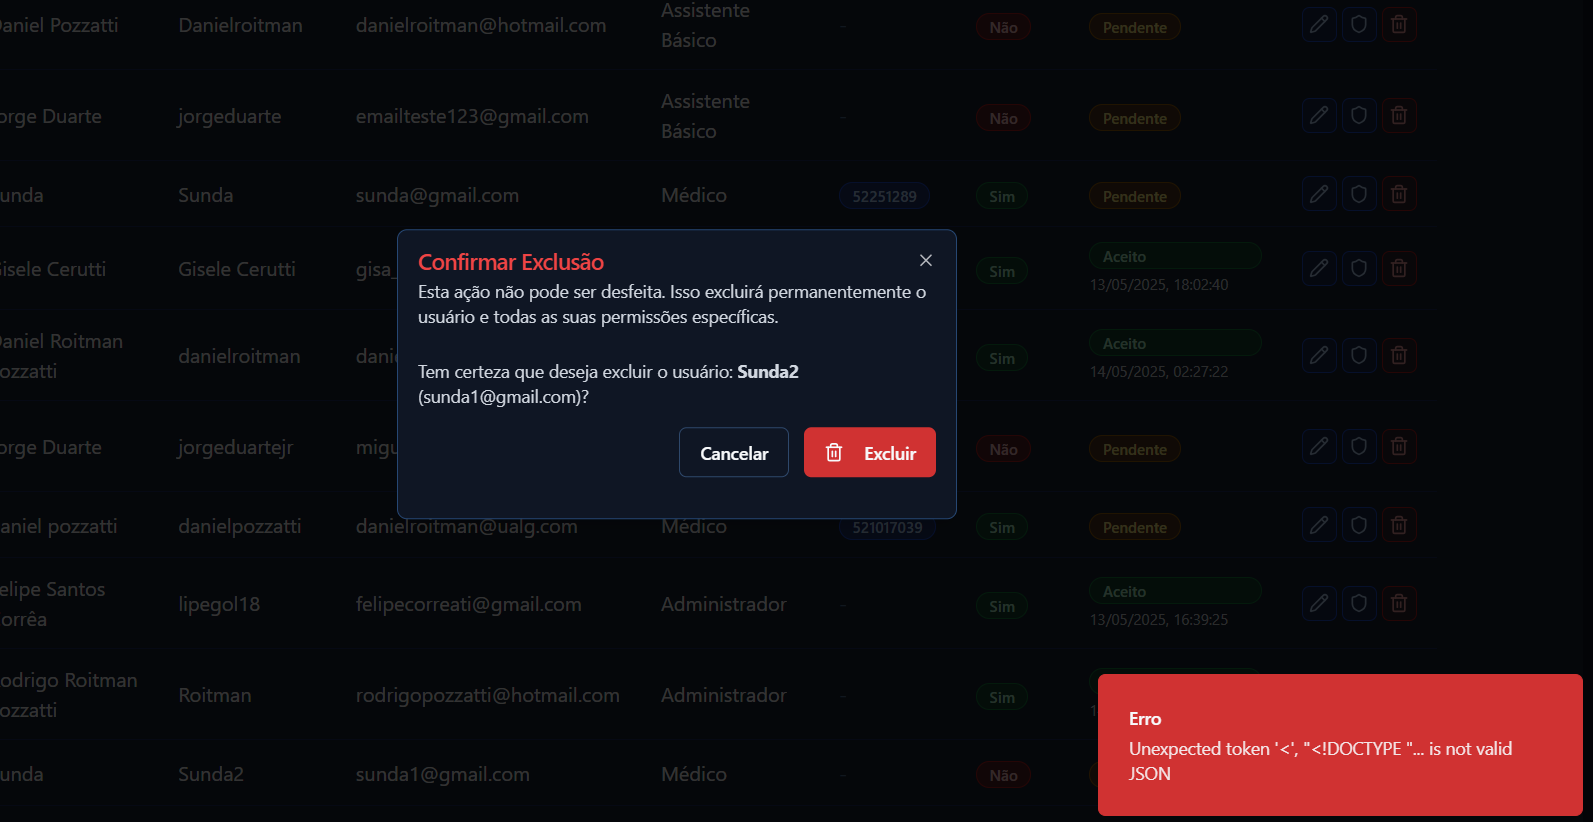 aniel Pozzatti Danielroitman danielroitman@hotmail.com Assistente Básico - Não Pendente
orge Duarte jorgeduarte emailteste123@gmail.com Assistente Básico - Não Pendente
unda Sunda sunda@gmail.com Médico 52251289 Sim Pendente
isele Cerutti Gisele Cerutti gisa_ Sim Aceito 13/05/2025, 18:02:40
aniel Roitman ozzatti danielroitman dani Sim Aceito 14/05/2025, 02:27:22
orge Duarte jorgeduartejr migu Não Pendente
aniel pozzatti danielpozzatti danielroitman@ualg.com Médico 521017039 Sim Pendente
elipe Santos orrêa lipegol18 felipecorreati@gmail.com Administrador - Sim Aceito 13/05/2025, 16:39:25
odrigo Roitman ozzatti Roitman rodrigopozzatti@hotmail.com Administrador - Sim
unda Sunda2 sunda1@gmail.com Médico - Não
Confirmar Exclusão
Esta ação não pode ser desfeita. Isso excluirá permanentemente o
usuário e todas as suas permissões específicas.
Tem certeza que deseja excluir o usuário: Sunda2
(sunda1@gmail.com)?
Cancelar Excluir
Erro
Unexpected token '<', "<!DOCTYPE "... is not valid
JSON